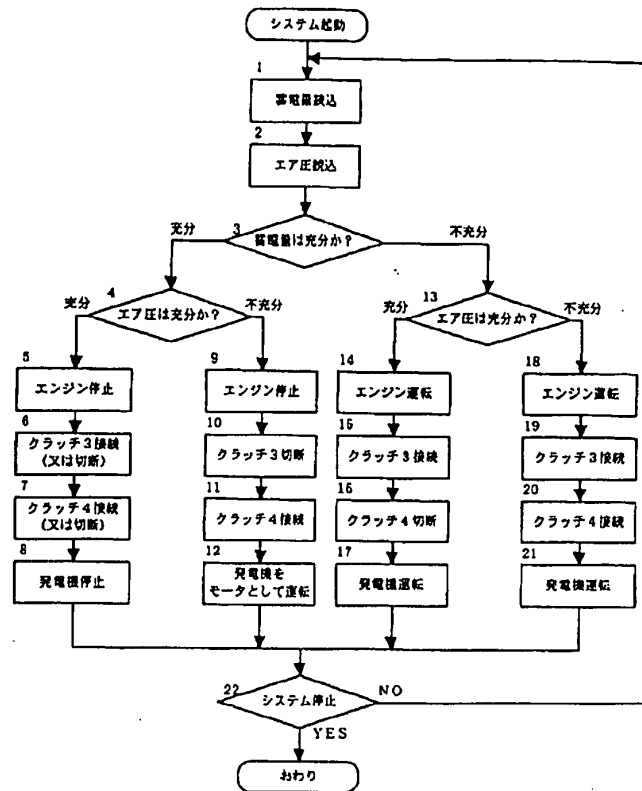 システム起動
1
蓄電量読込
2
エア圧読込
3
蓄電量は充分か？
充分
不充分
4
エア圧は充分か？
充分
不充分
13
エア圧は充分か？
充分
不充分
5
エンジン停止
9
エンジン停止
14
エンジン運転
18
エンジン運転
6
クラッチ3接続
(又は切断)
10
クラッチ3切断
15
クラッチ3接続
19
クラッチ3接続
7
クラッチ4接続
(又は切断)
11
クラッチ4接続
16
クラッチ4切断
20
クラッチ4接続
8
発電機停止
12
発電機を
モータとして運転
17
発電機運転
21
発電機運転
22
システム停止
NO
YES
おわり